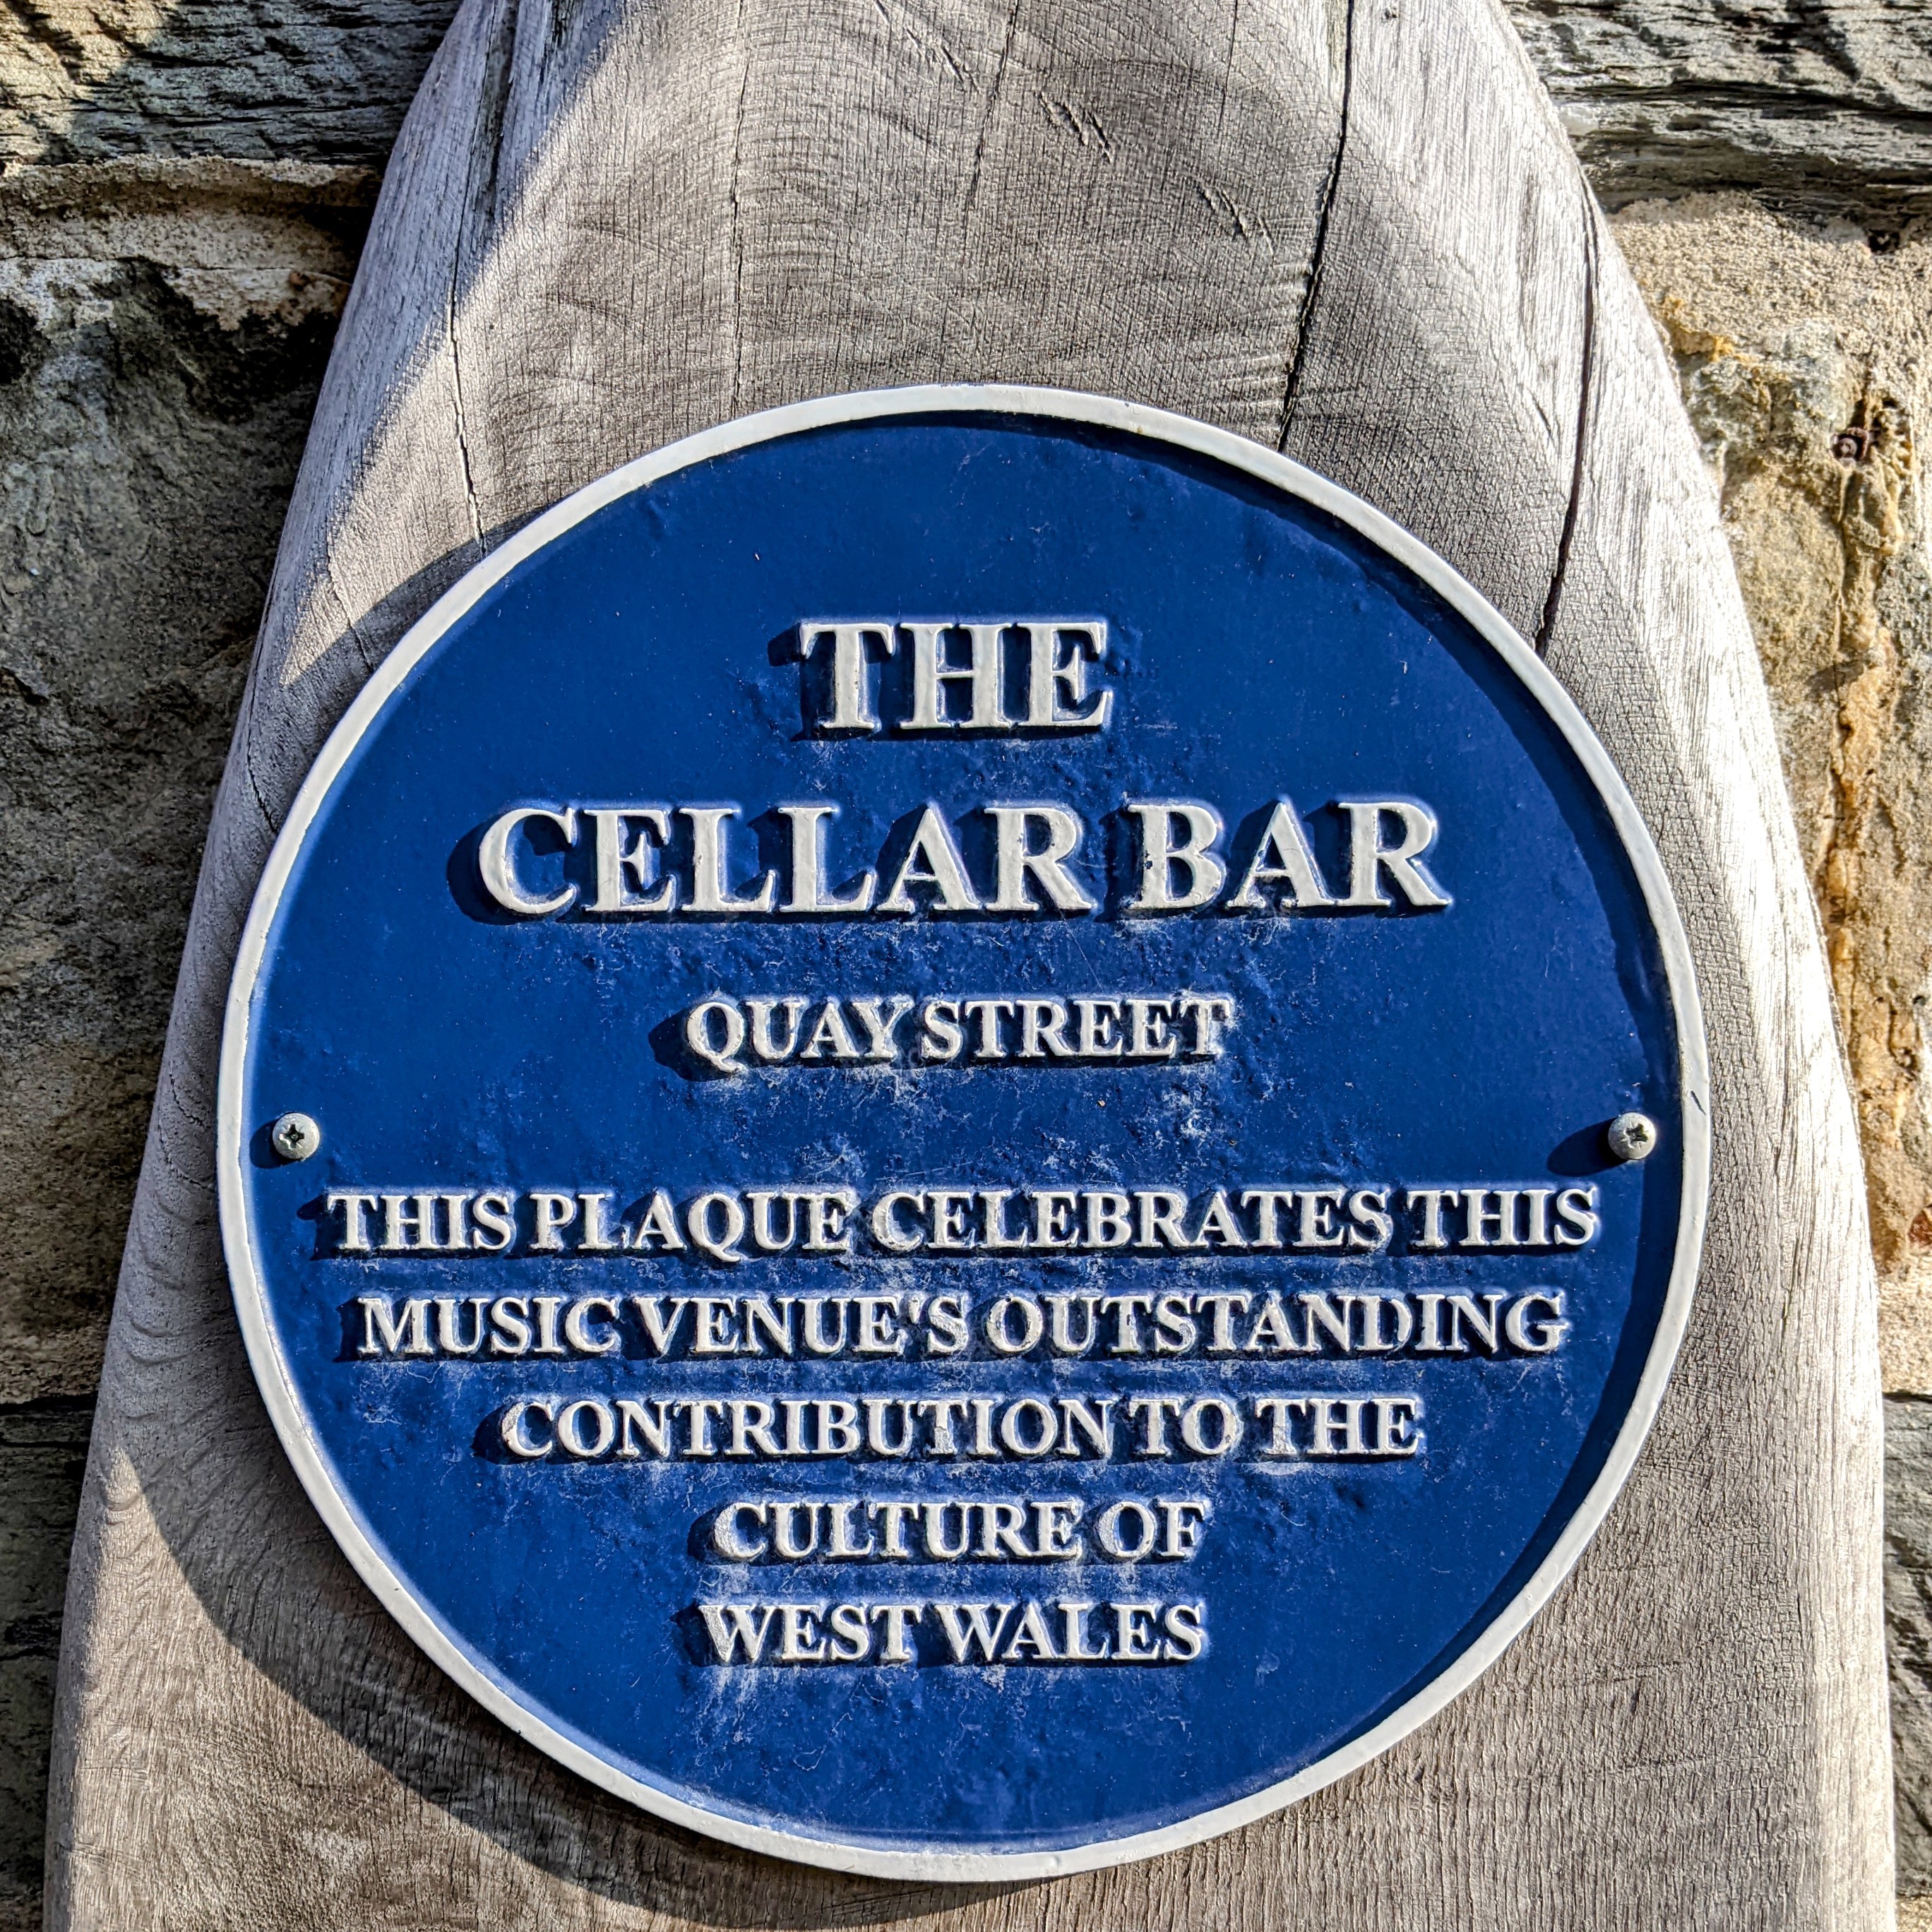 THE
CELLAR BAR
QUAY STREET
THIS PLAQUE CELEBRATES THIS
MUSIC VENUE'S OUTSTANDING
CONTRIBUTION TO THE
CULTURE OF
WEST WALES